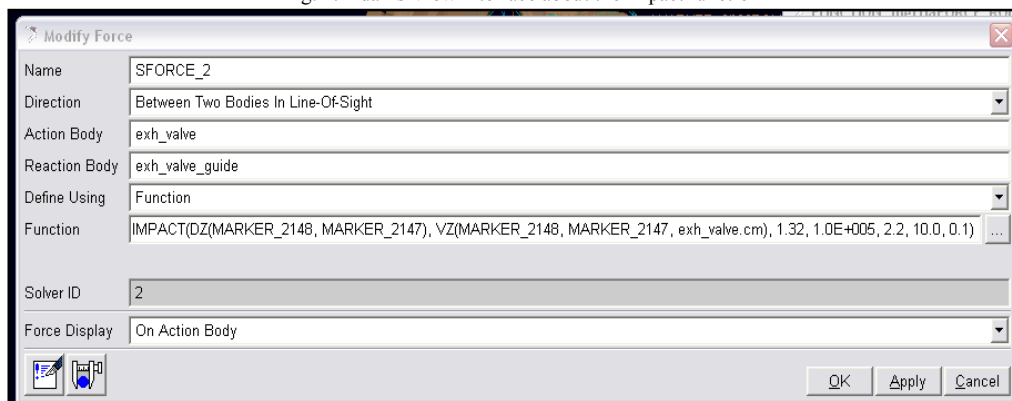 Modify Force
Name SFORCE_2
Direction Between Two Bodies In Line-Of-Sight
Action Body exh_valve
Reaction Body exh_valve_guide
Define Using Function
Function IMPACT(DZ(MARKER_2148, MARKER_2147), VZ(MARKER_2148, MARKER_2147, exh_valve.cm), 1.32, 1.0E+005, 2.2, 10.0, 0.1) ...
Solver ID 2
Force Display On Action Body
OK Apply Cancel